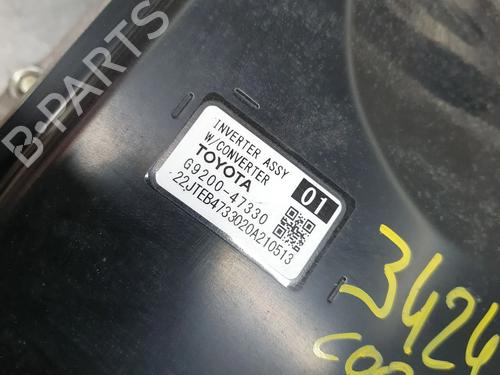 B-PARTS
INVERTER ASSY
W/CONVERTER
TOYOTA
01
G9200-47330
22JTEB4733020A210513
3424